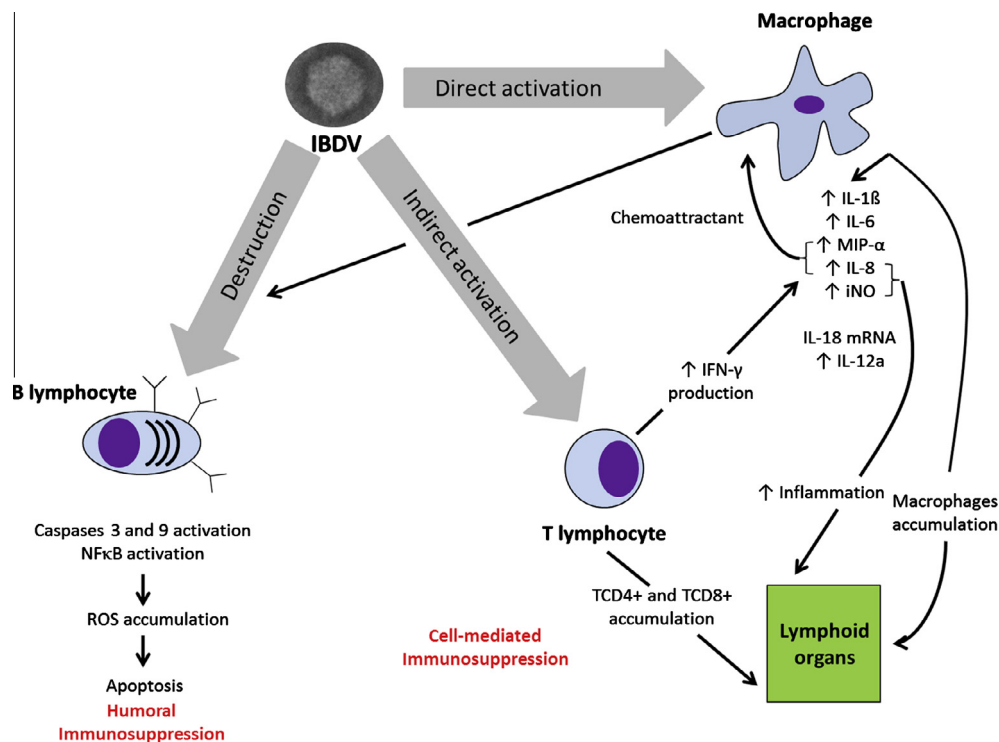 Macrophage
Direct activation
IBDV
Destruction
Indirect activation
Chemoattractant
↑ IL-1ß
↑ IL-6
↑ MIP-α
↑ IL-8
↑ iNO
IL-18 mRNA
↑ IL-12a
↑ IFN-γ
production
B lymphocyte
T lymphocyte
↑ Inflammation
Macrophages
accumulation
Caspases 3 and 9 activation
NFκB activation
ROS accumulation
Apoptosis
Humoral
Immunosuppression
TCD4+ and TCD8+
accumulation
Cell-mediated
Immunosuppression
Lymphoid
organs